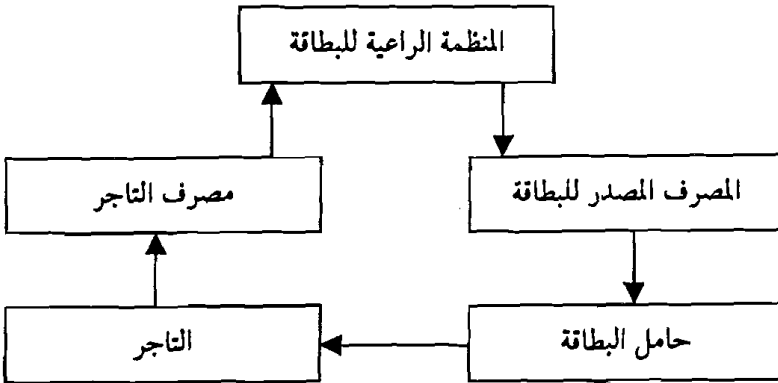 المنظمة الراعية للبطاقة
المصرف المصدر للبطاقة
مصرف التاجر
حامل البطاقة
التاجر